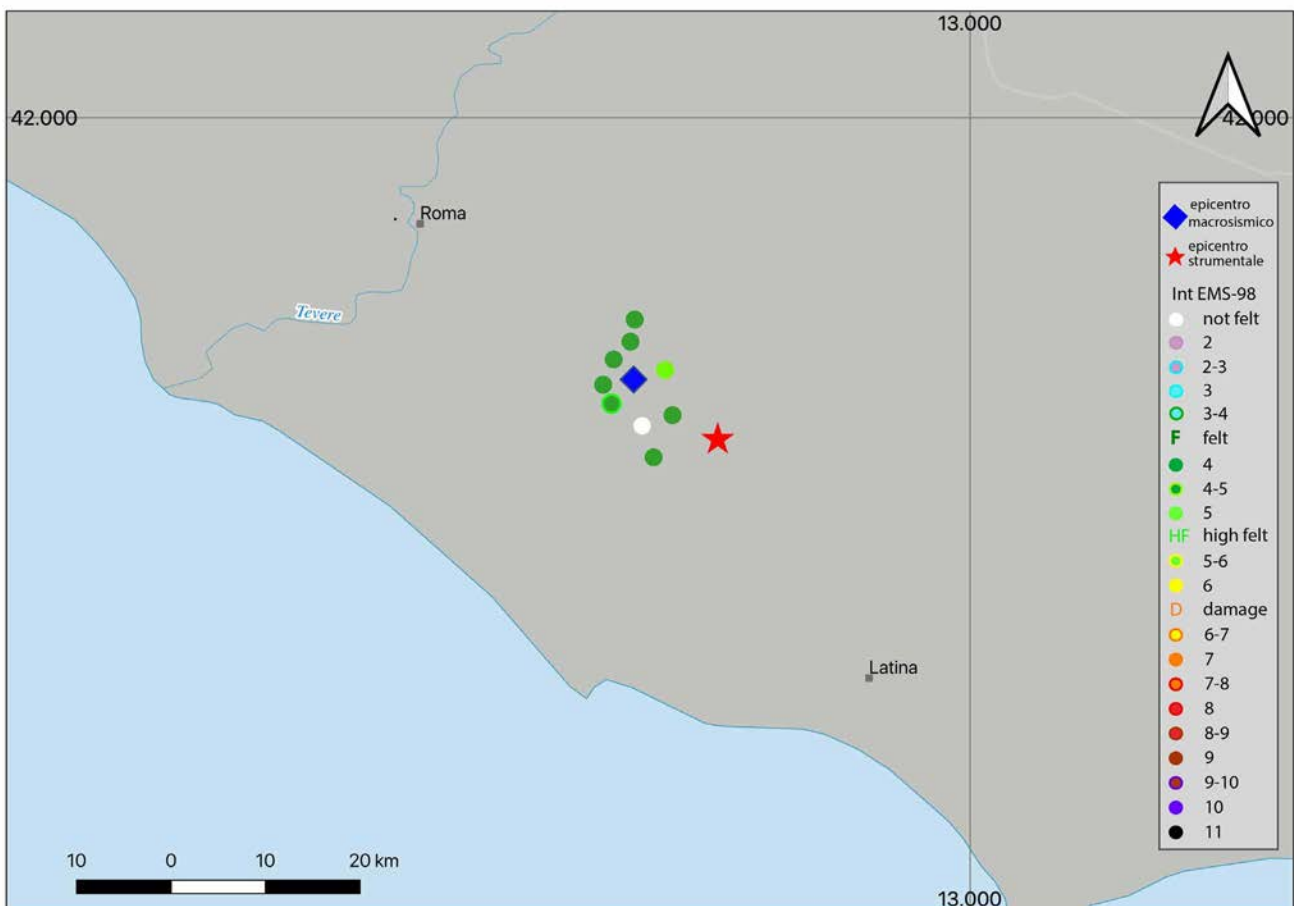 13.000
42.000
42.000
Roma
Tevere
Latina
epicentro
macrosismico
epicentro
strumentale
Int EMS-98
not felt
2
2-3
3
3-4
F felt
4
4-5
5
HF high felt
5-6
6
D damage
6-7
7
7-8
8
8-9
9
9-10
10
11
10 0 10 20 km
13.000